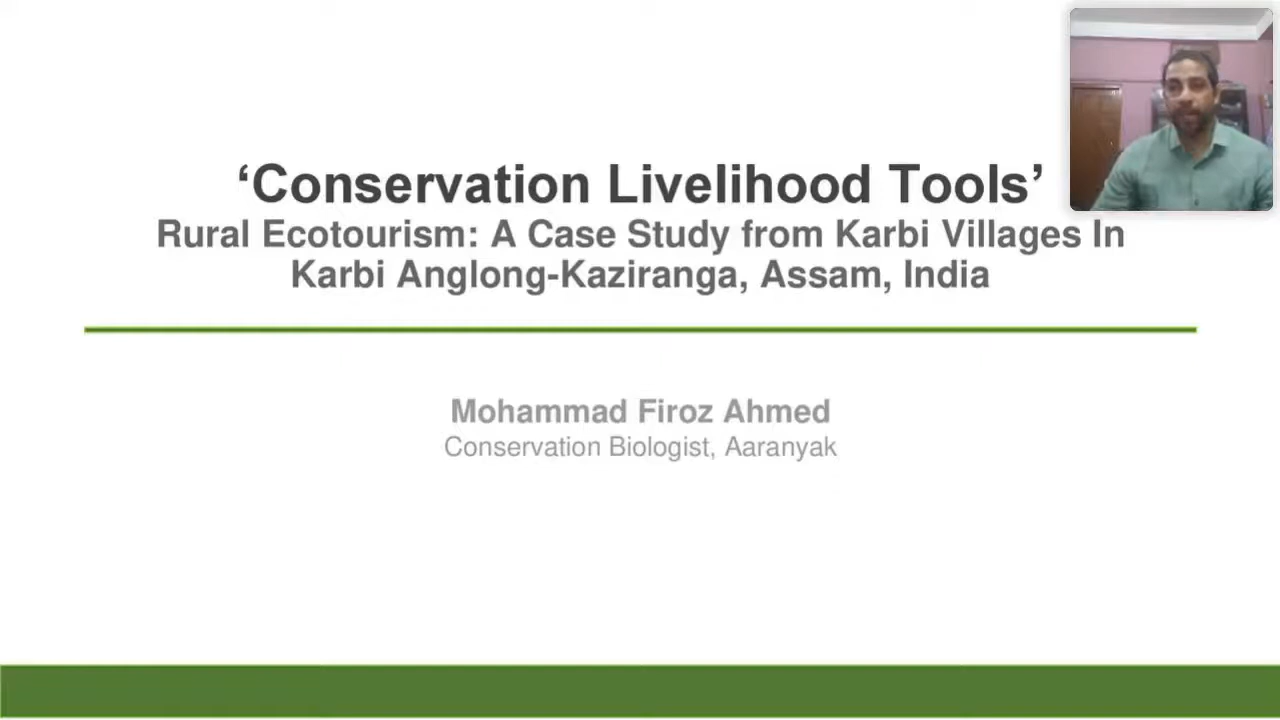 ‘Conservation Livelihood Tools’
Rural Ecotourism: A Case Study from Karbi Villages In
Karbi Anglong-Kaziranga, Assam, India
Mohammad Firoz Ahmed
Conservation Biologist, Aaranyak